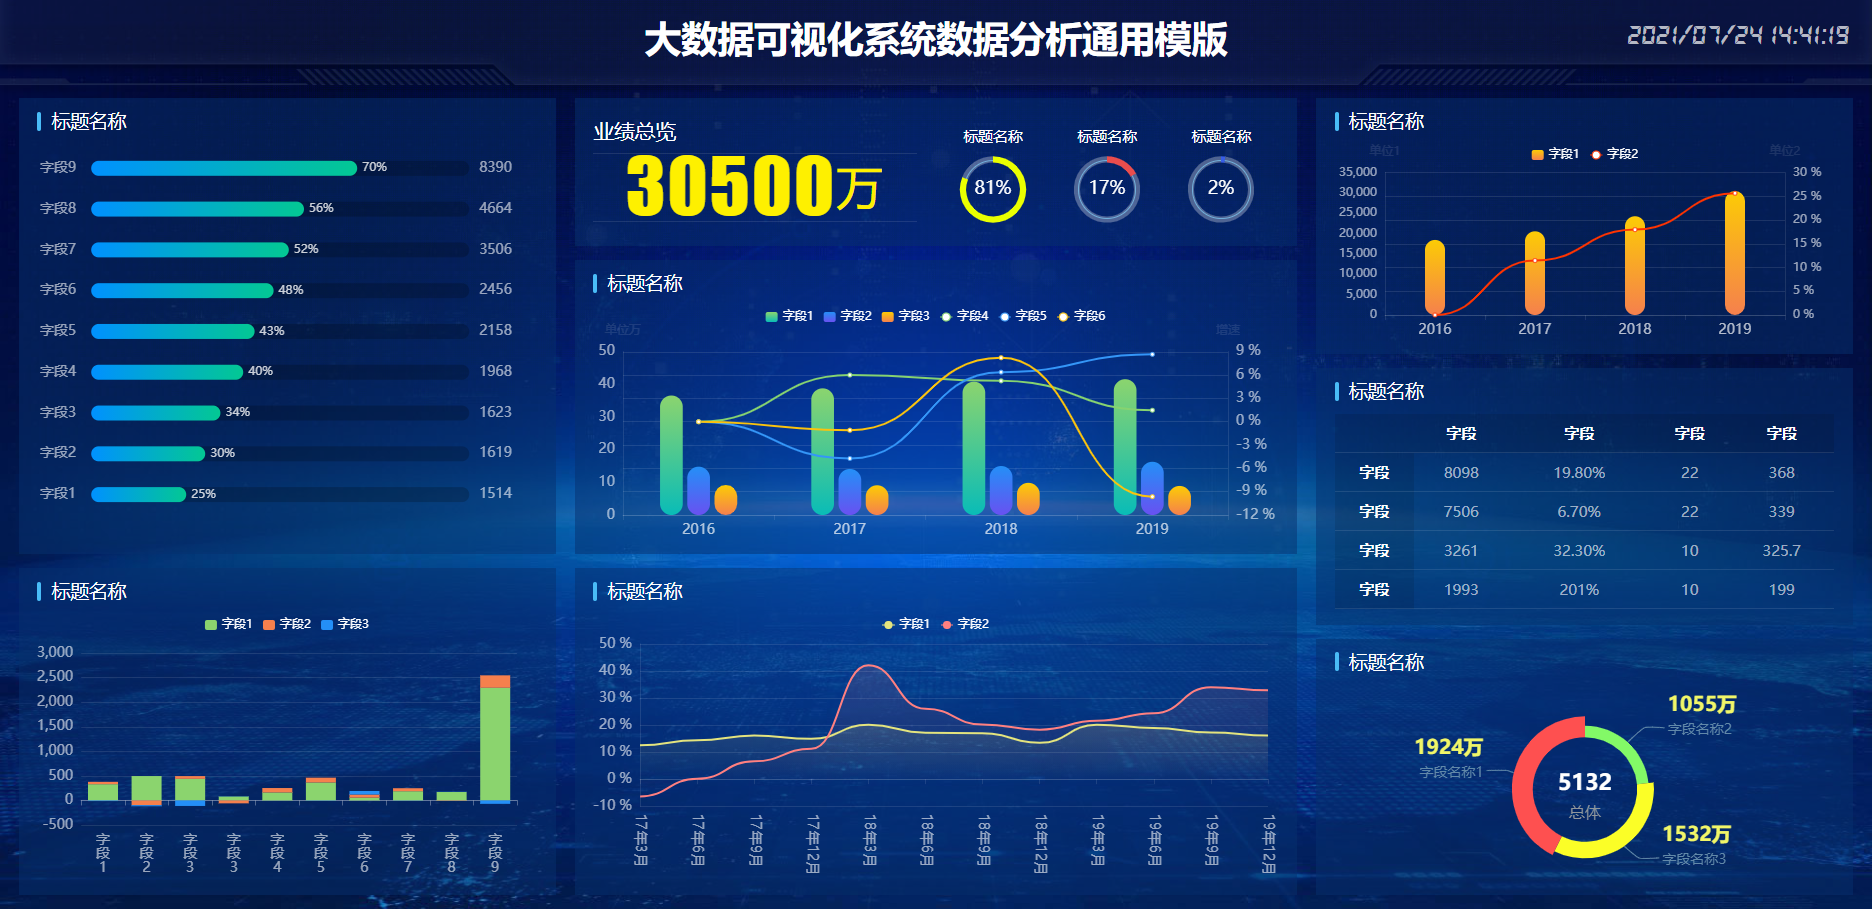 大数据可视化系统数据分析通用模版
2021/07/24 14:41:19
标题名称
字段9 70% 8390
字段8 56% 4664
字段7 52% 3506
字段6 48% 2456
字段5 43% 2158
字段4 40% 1968
字段3 34% 1623
字段2 30% 1619
字段1 25% 1514
标题名称
字段1 字段2 字段3
3,000
2,500
2,000
1,500
1,000
500
0
-500
字段1 字段2 字段3 字段3 字段4 字段5 字段6 字段7 字段8 字段9
业绩总览
30500万
标题名称 标题名称 标题名称
81% 17% 2%
标题名称
字段1 字段2 字段3 字段4 字段5 字段6
单位万 增速
50 9 %
40 6 %
30 3 %
20 0 %
10 -3 %
0 -6 %
-9 %
-12 %
2016 2017 2018 2019
标题名称
字段1 字段2
50 %
40 %
30 %
20 %
10 %
0 %
-10 %
17年3月 17年6月 17年9月 17年12月 18年3月 18年6月 18年9月 18年12月 19年3月 19年6月 19年9月 19年12月
标题名称
单位1 字段1 字段2 单位2
35,000 30 %
30,000 25 %
25,000 20 %
20,000 15 %
15,000 10 %
10,000 5 %
5,000 0 %
0
2016 2017 2018 2019
标题名称
字段 字段 字段 字段
字段 8098 19.80% 22 368
字段 7506 6.70% 22 339
字段 3261 32.30% 10 325.7
字段 1993 201% 10 199
标题名称
1055万
字段名称2
1924万
字段名称1
5132
总体
1532万
字段名称3